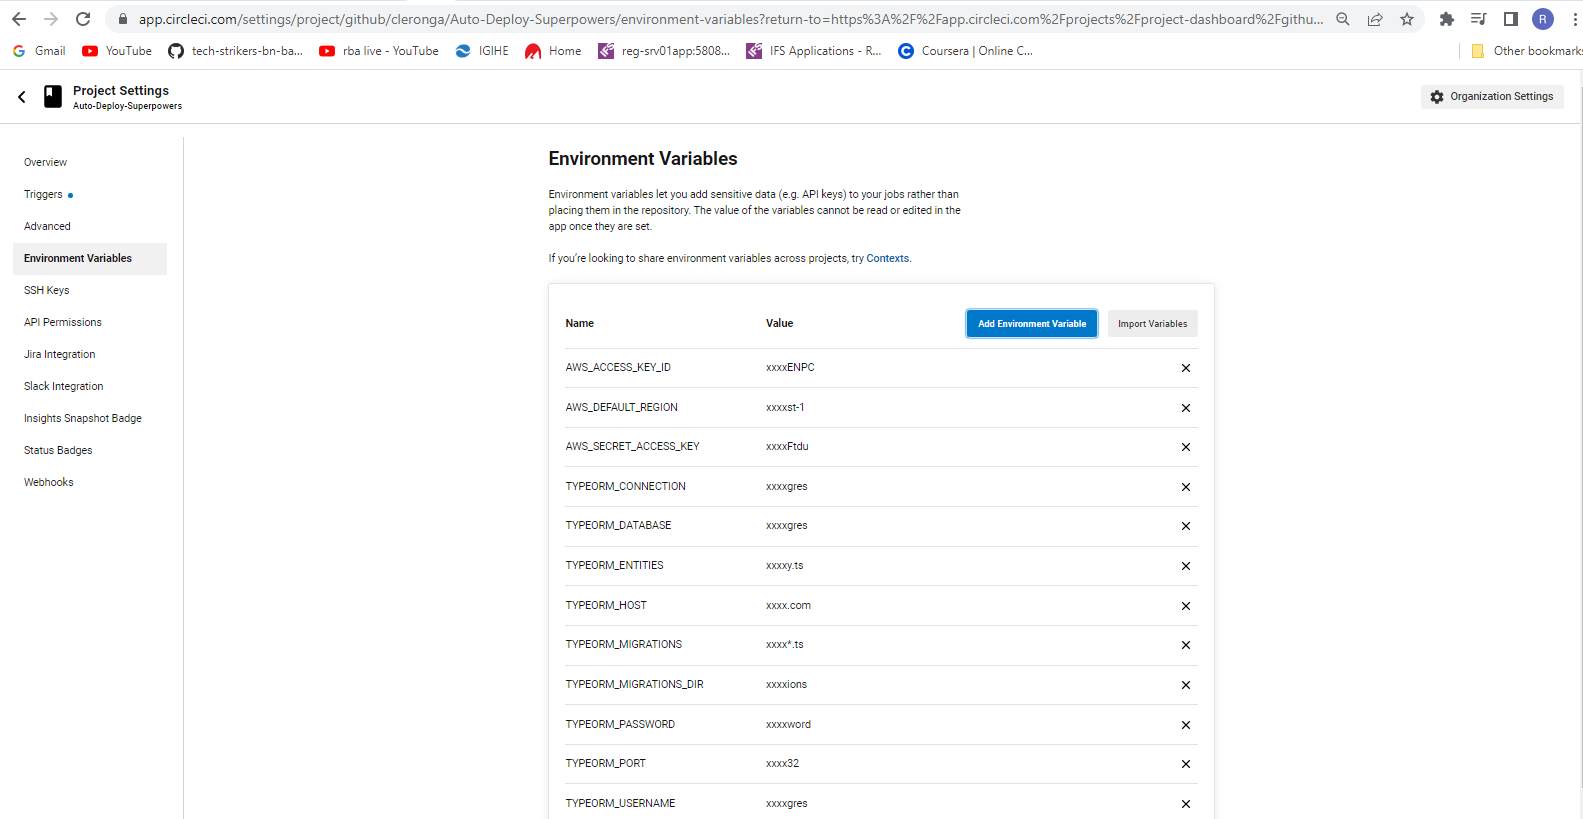 app.circleci.com/settings/project/github/cleronga/Auto-Deploy-Superpowers/environment-variables?return-to=https%3A%2F%2Fapp.circleci.com%2Fprojects%2Fproject-dashboard%2Fgithu...
R
G Gmail YouTube tech-strikers-bn-ba... rba live - YouTube IGIHE Home reg-srv01app:5808... IFS Applications - R... C Coursera | Online C... Other bookmarks
Project Settings
Auto-Deploy-Superpowers
Organization Settings
Overview
Triggers
Advanced
Environment Variables
SSH Keys
API Permissions
Jira Integration
Slack Integration
Insights Snapshot Badge
Status Badges
Webhooks
Environment Variables
Environment variables let you add sensitive data (e.g. API keys) to your jobs rather than
placing them in the repository. The value of the variables cannot be read or edited in the
app once they are set.
If you're looking to share environment variables across projects, try Contexts.
Name Value Add Environment Variable Import Variables
AWS_ACCESS_KEY_ID xxxxENPC
AWS_DEFAULT_REGION xxxxst-1
AWS_SECRET_ACCESS_KEY xxxxFtdu
TYPEORM_CONNECTION xxxxgres
TYPEORM_DATABASE xxxxgres
TYPEORM_ENTITIES xxxxy.ts
TYPEORM_HOST xxxx.com
TYPEORM_MIGRATIONS xxxx*.ts
TYPEORM_MIGRATIONS_DIR xxxxions
TYPEORM_PASSWORD xxxxword
TYPEORM_PORT xxxx32
TYPEORM_USERNAME xxxxgres